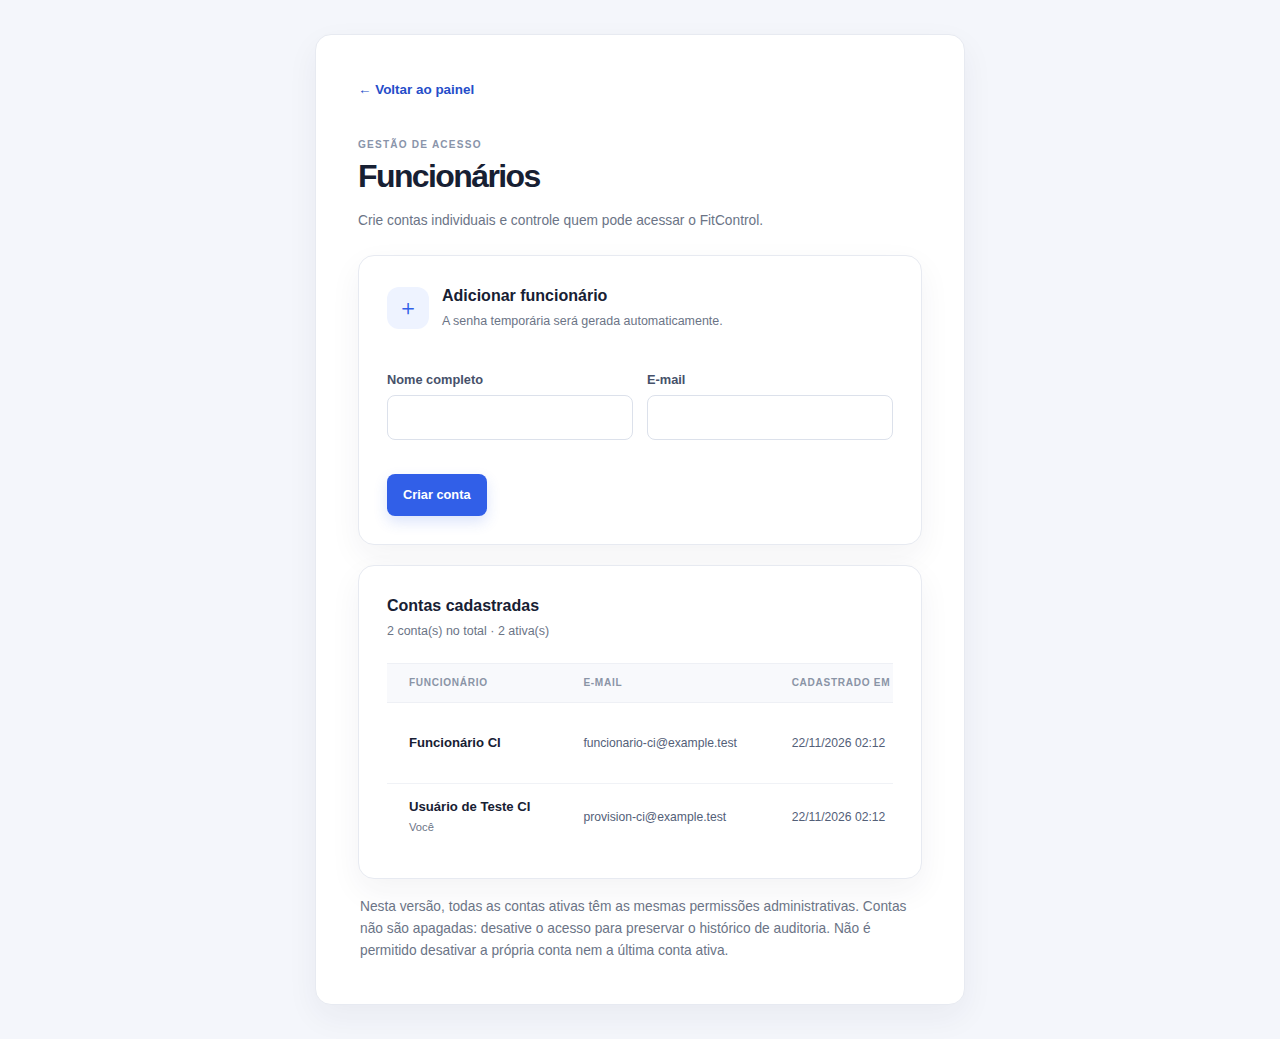 ← Voltar ao painel
GESTÃO DE ACESSO
Funcionários
Crie contas individuais e controle quem pode acessar o FitControl.
+
Adicionar funcionário
A senha temporária será gerada automaticamente.
Nome completo
E-mail
Criar conta
Contas cadastradas
2 conta(s) no total · 2 ativa(s)
FUNCIONÁRIO E-MAIL CADASTRADO EM
Funcionário CI funcionario-ci@example.test 22/11/2026 02:12
Usuário de Teste CI provision-ci@example.test 22/11/2026 02:12
Você
Nesta versão, todas as contas ativas têm as mesmas permissões administrativas. Contas
não são apagadas: desative o acesso para preservar o histórico de auditoria. Não é
permitido desativar a própria conta nem a última conta ativa.